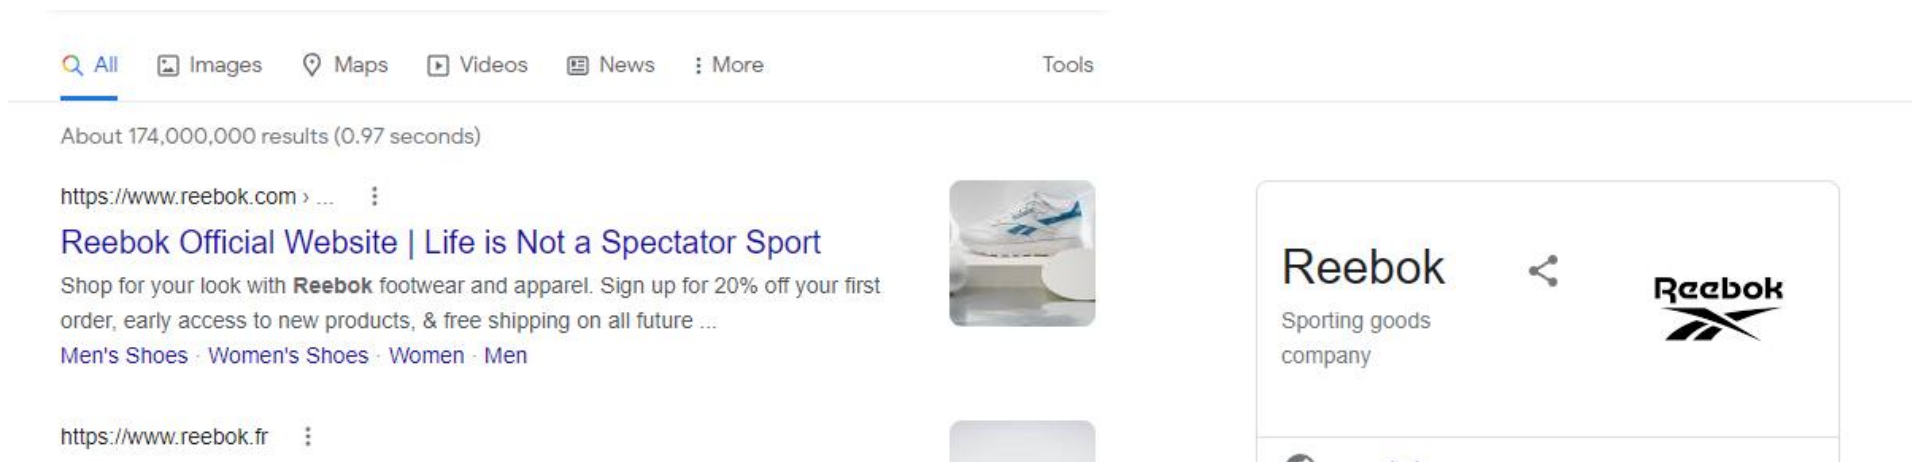 All Images Maps Videos News More Tools
About 174,000,000 results (0.97 seconds)
https://www.reebok.com › ...
Reebok Official Website | Life is Not a Spectator Sport
Shop for your look with Reebok footwear and apparel. Sign up for 20% off your first
order, early access to new products, & free shipping on all future ...
Men's Shoes · Women's Shoes · Women · Men
https://www.reebok.fr
Reebok
Sporting goods
company
Reebok